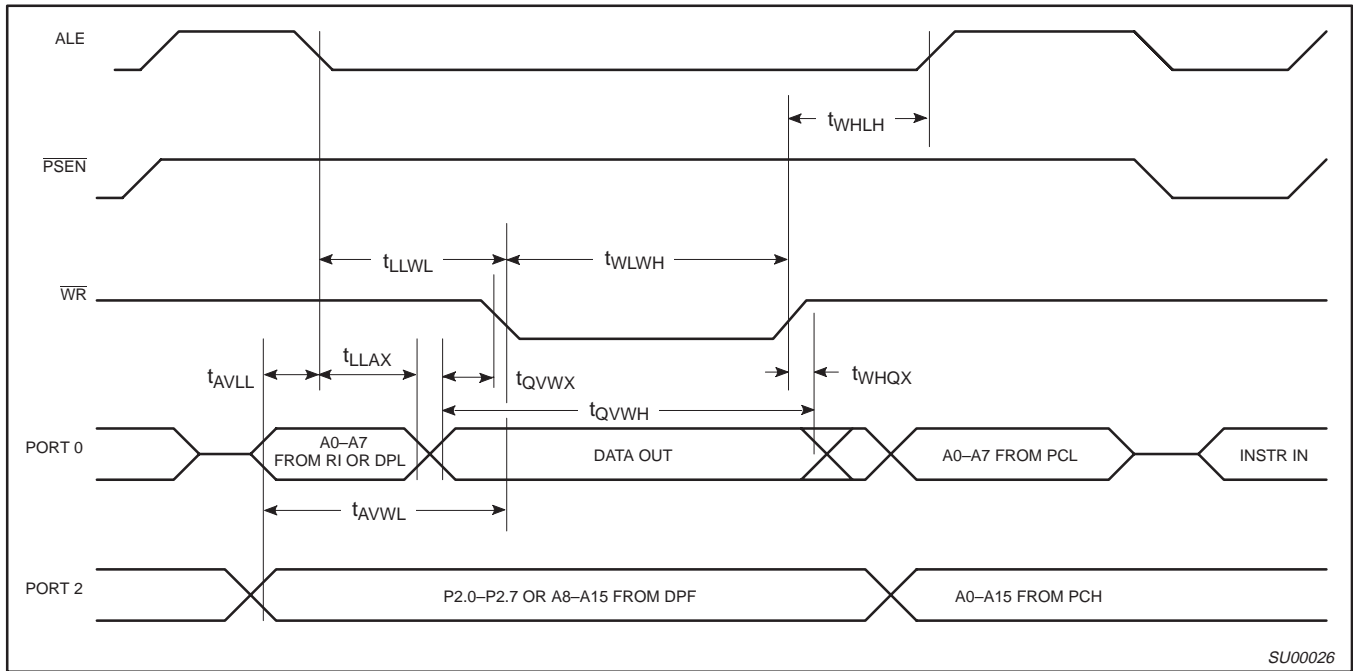 ALE
tWHLH
PSEN
tLLWL
tWLWH
WR
tAVLL
tLLAX
tQVWX
tWHQX
tQVWH
PORT 0
A0–A7
FROM RI OR DPL
DATA OUT
A0–A7 FROM PCL
INSTR IN
tAVWL
PORT 2
P2.0–P2.7 OR A8–A15 FROM DPF
A0–A15 FROM PCH
SU00026